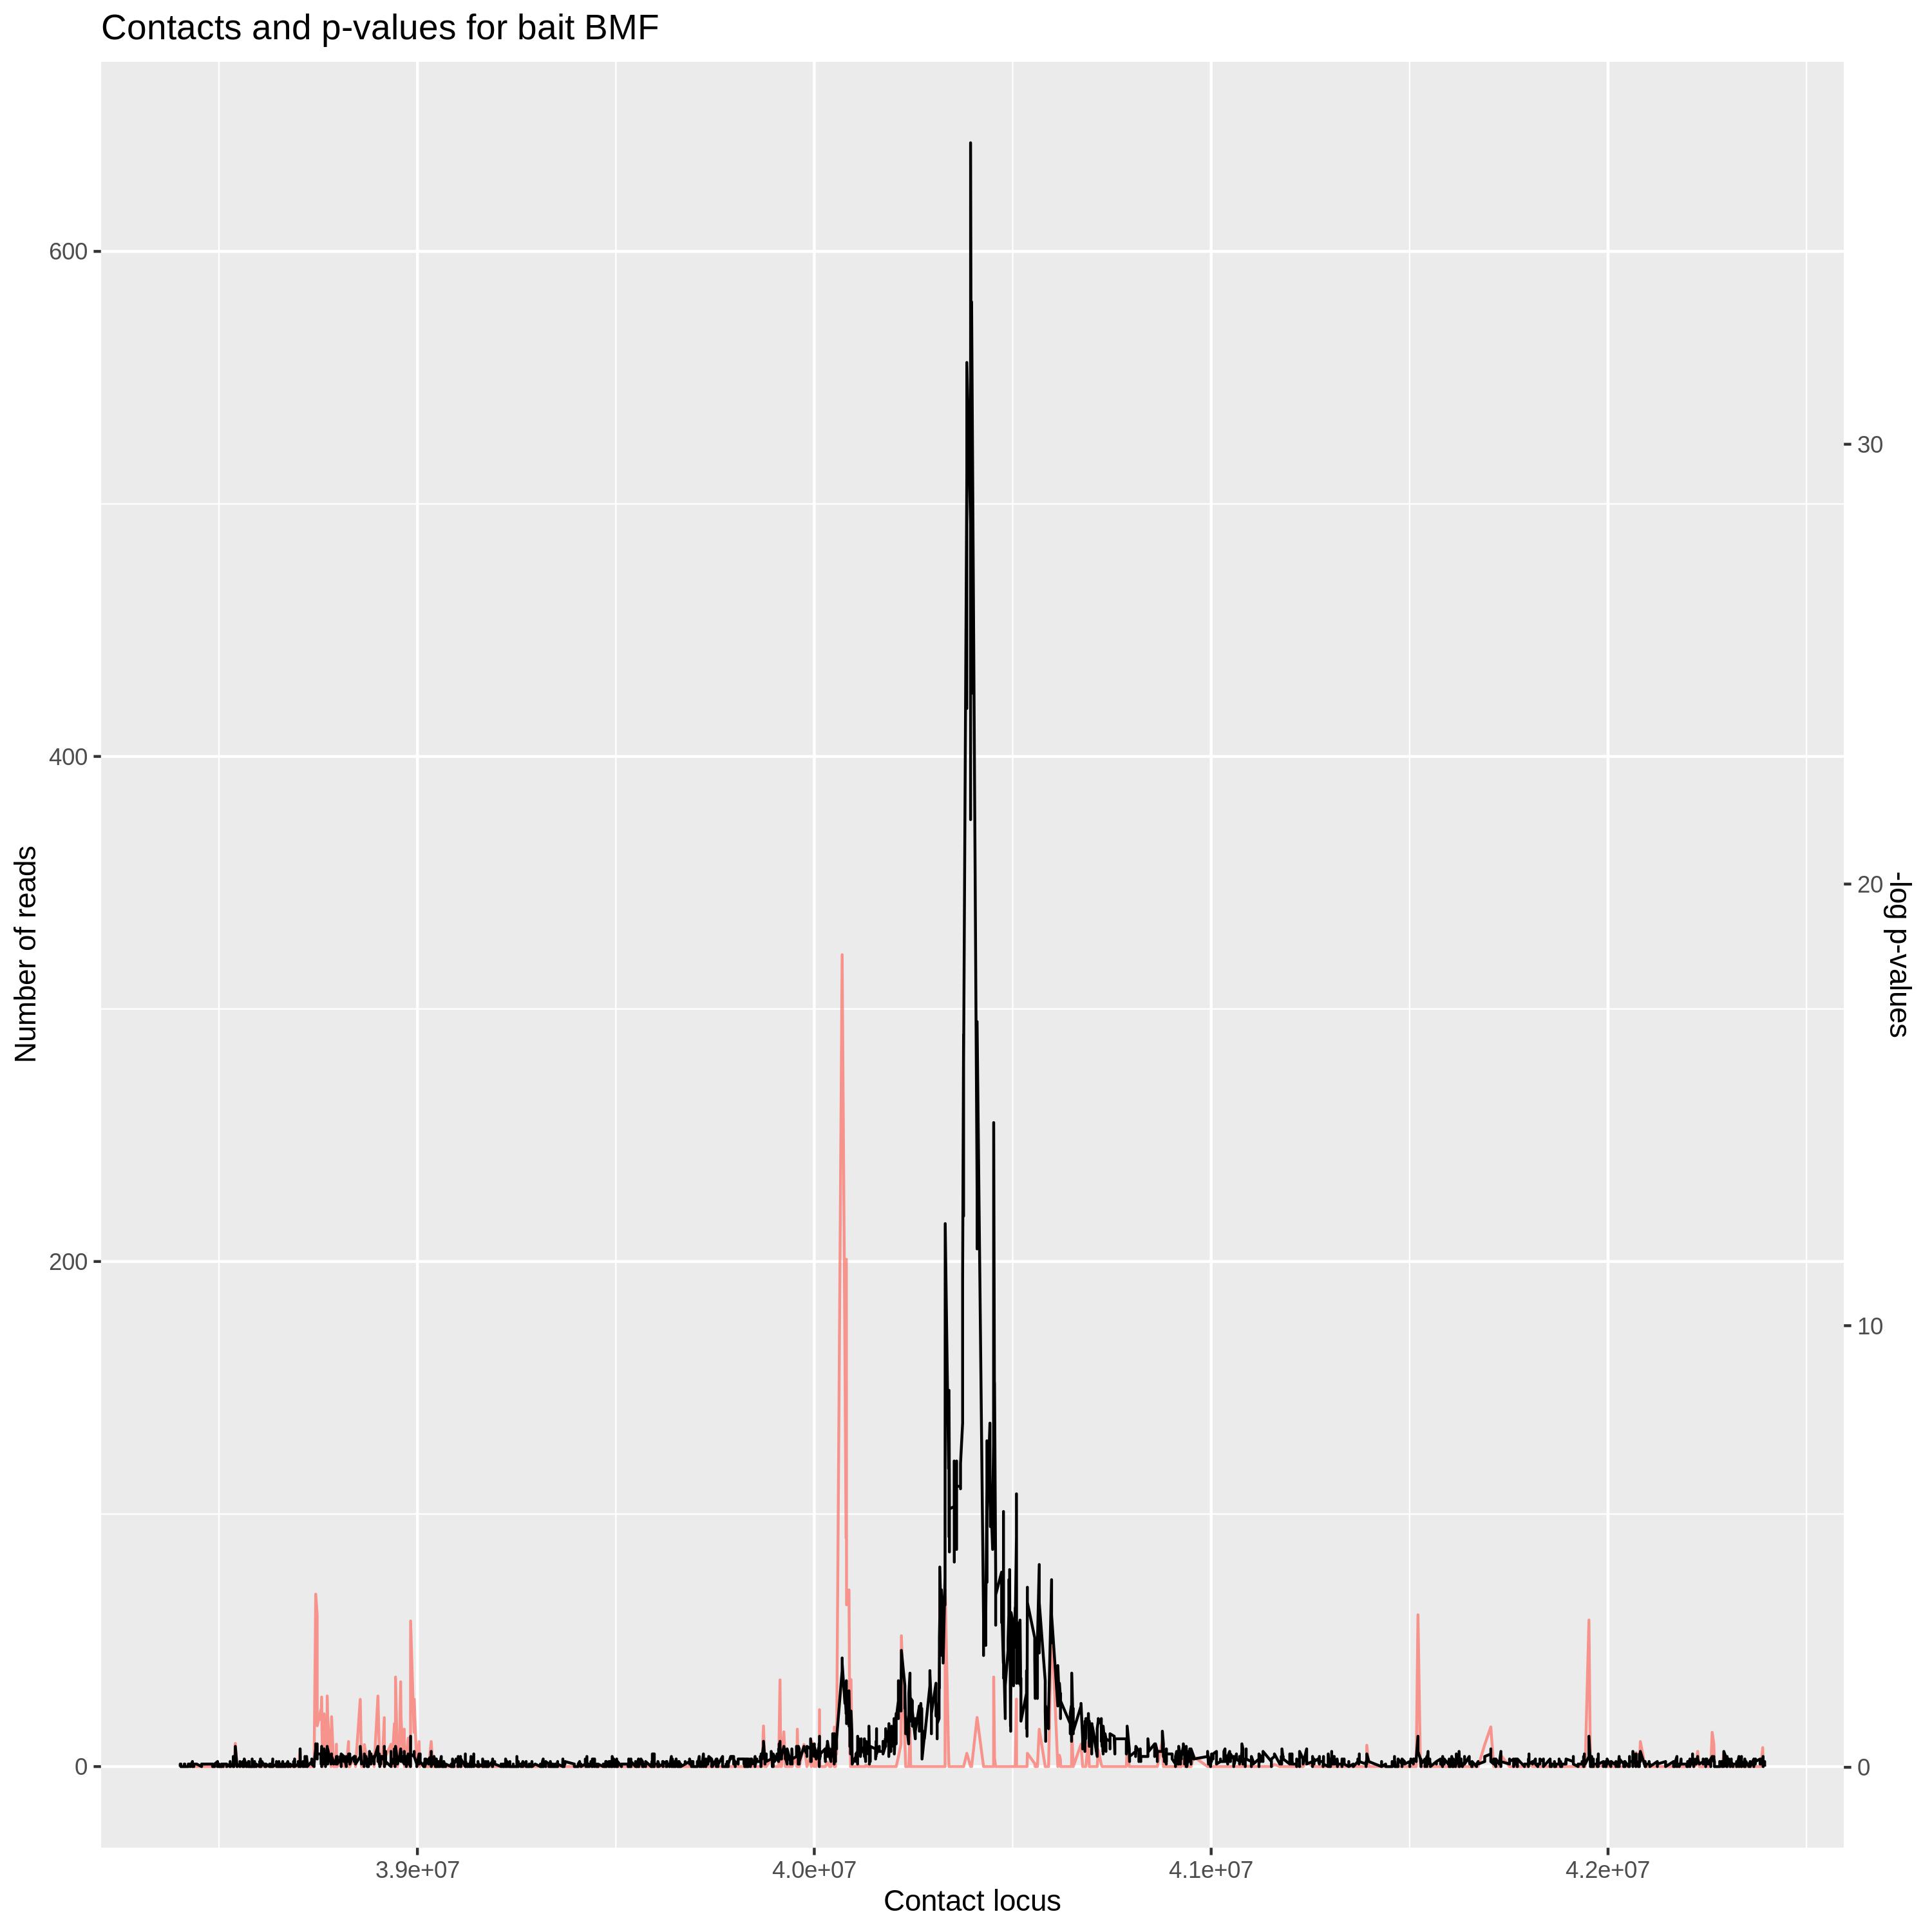 Contacts and p-values for bait BMF
600
400
200
0
Number of reads
30
20
10
0
-log p-values
3.9e+07
4.0e+07
4.1e+07
4.2e+07
Contact locus